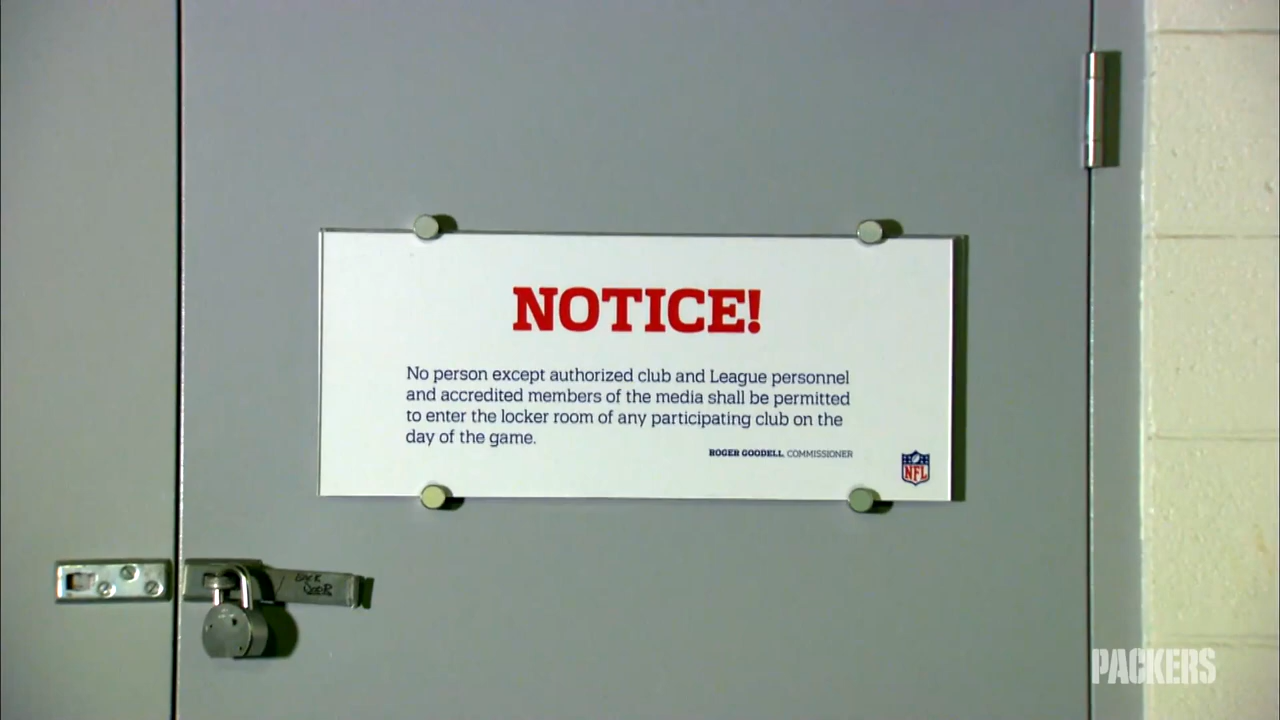 NOTICE!
No person except authorized club and League personnel
and accredited members of the media shall be permitted
to enter the locker room of any participating club on the
day of the game.
ROGER GOODELL, COMMISSIONER
NFL
DOOR
PACKERS